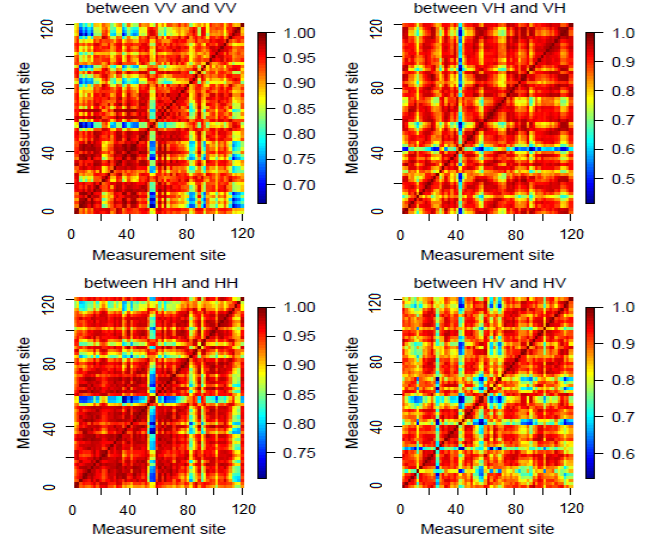 between VV and VV
between VH and VH
Measurement site
0 40 80 120
0 40 80 120
Measurement site
1.00
0.95
0.90
0.85
0.80
0.75
0.70
Measurement site
0 40 80 120
0 40 80 120
Measurement site
1.0
0.9
0.8
0.7
0.6
0.5
between HH and HH
between HV and HV
Measurement site
0 40 80 120
0 40 80 120
Measurement site
1.00
0.95
0.90
0.85
0.80
0.75
Measurement site
0 40 80 120
0 40 80 120
Measurement site
1.0
0.9
0.8
0.7
0.6